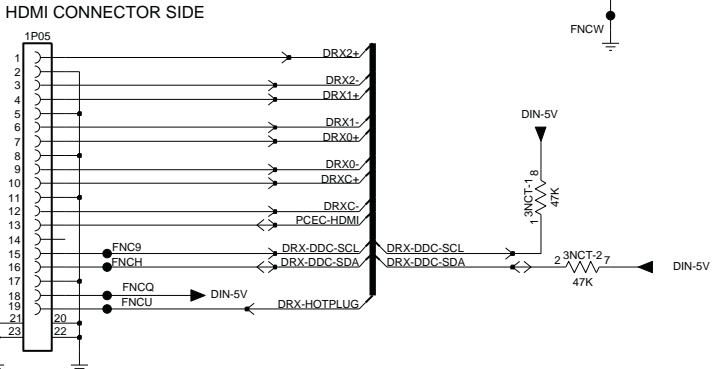 HDMI CONNECTOR SIDE
FNCW
1P05
1 DRX2+
2
3 DRX2-
4 DRX1+
5
6 DRX1-
7 DRX0+
8
9 DRX0-
10 DRXC+
11
12 DRXC-
13 PCEC-HDMI
14
15 FNC9 DRX-DDC-SCL DRX-DDC-SCL
16 FNCH DRX-DDC-SDA DRX-DDC-SDA
17
18 FNCQ DIN-5V
19 FNCU DRX-HOTPLUG
21 20
23 22
DIN-5V
1 3NCT-1 8
47K
2 3NCT-2 7 DIN-5V
47K